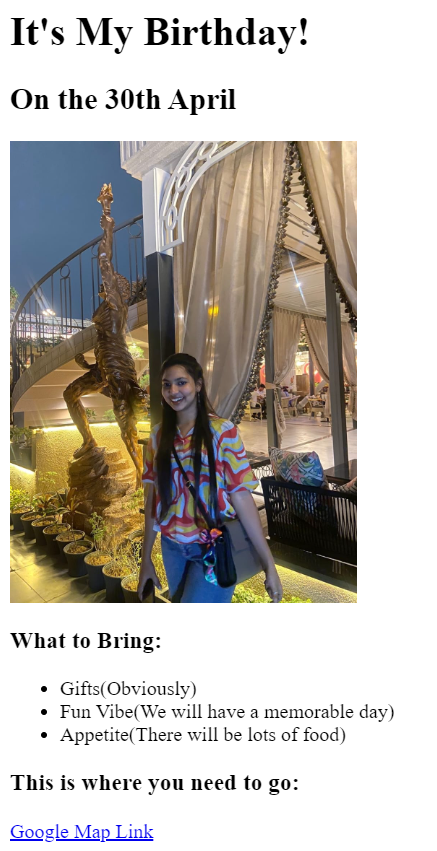 It's My Birthday!
On the 30th April
What to Bring:
Gifts(Obviously)
Fun Vibe(We will have a memorable day)
Appetite(There will be lots of food)
This is where you need to go:
Google Map Link